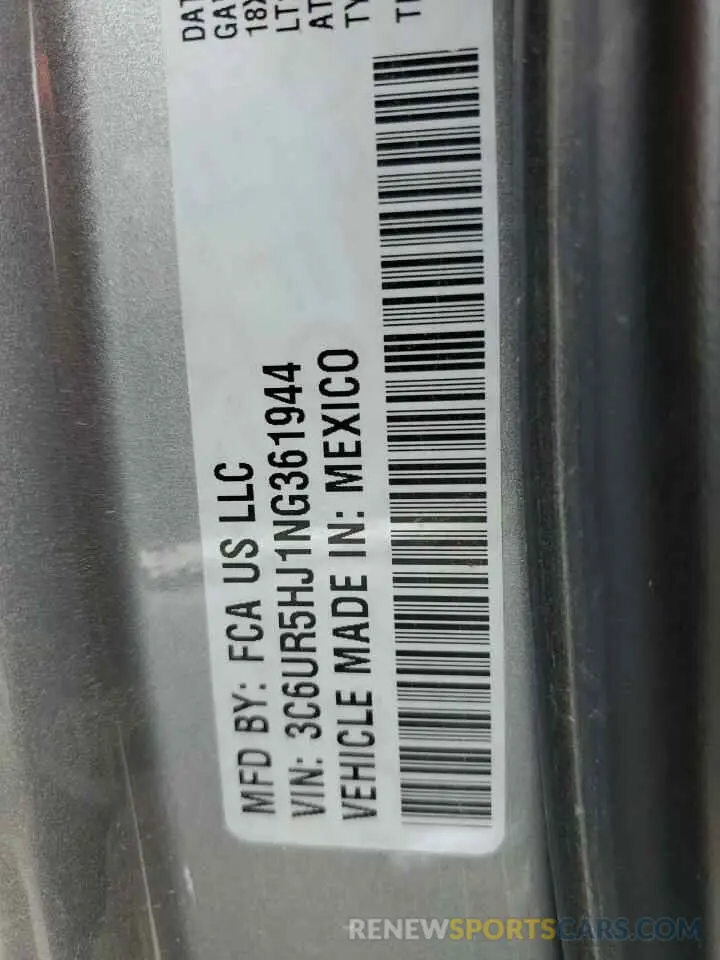 MFD BY: FCA US LLC
VIN: 3C6UR5HJ1NG361944
VEHICLE MADE IN: MEXICO
RENEWSPORTSCARS.COM